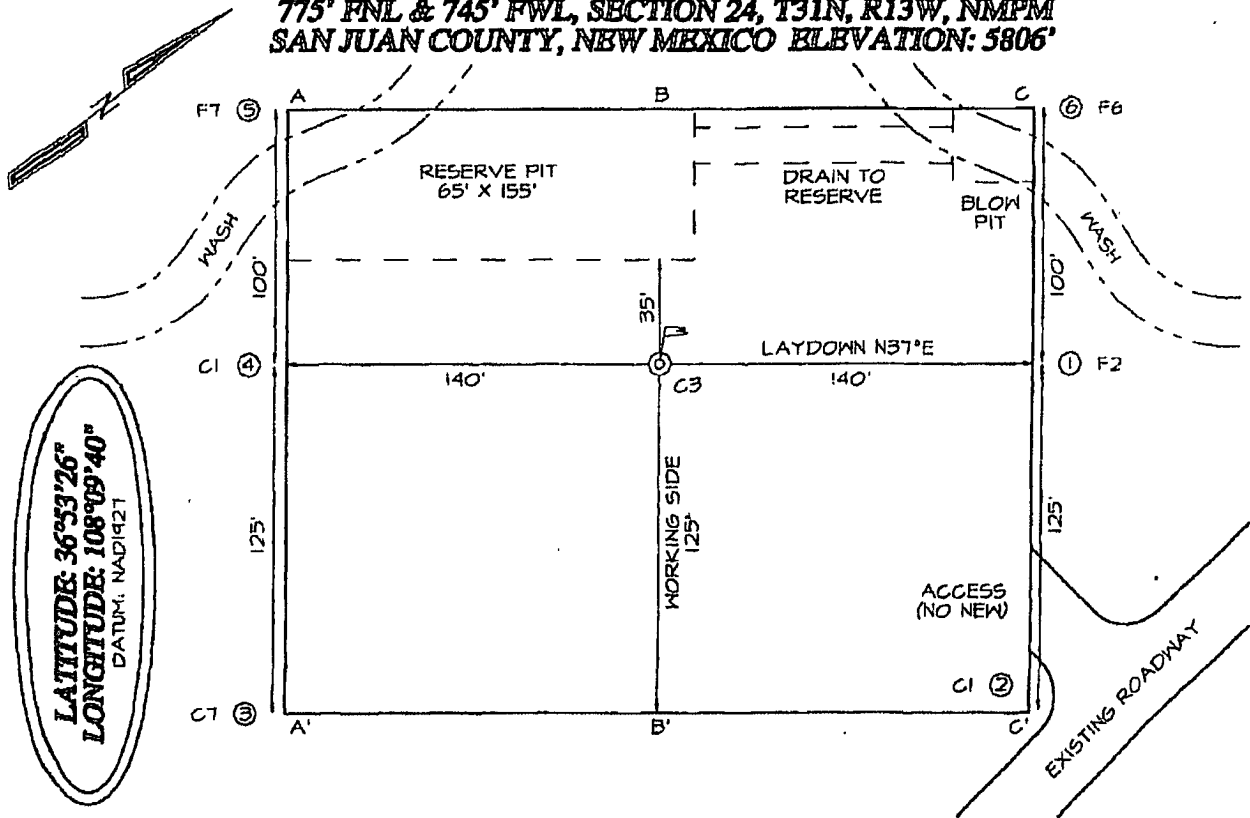 775' FNL & 745' FWL, SECTION 24, T31N, R13W, NMPM
SAN JUAN COUNTY, NEW MEXICO ELEVATION: 5806'
N
F7 ⑤ A B C ⑥ F6
RESERVE PIT
65' X 155'
DRAIN TO
RESERVE
BLOW
PIT
WASH
WASH
100'
100'
35'
LAYDOWN N37°E
C1 ④ 140' C3 140' ① F2
LATITUDE: 36°53'26"
LONGITUDE: 108°09'40"
DATUM: NAD1927
125'
WORKING SIDE
125'
125'
ACCESS
(NO NEW)
C1 ②
EXISTING ROADWAY
C7 ③ A' B' C'